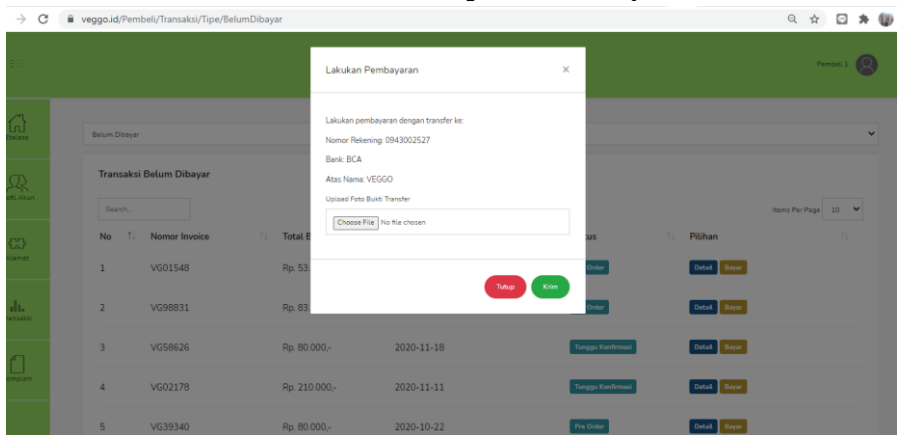 veggo.id/Pembeli/Transaksi/Tipe/BelumDibayar
Pembeli 1
Lakukan Pembayaran
Lakukan pembayaran dengan transfer ke:
Nomor Rekening: 0943002527
Bank: BCA
Atas Nama: VEGGO
Upload Foto Bukti Transfer
Choose File No file chosen
Tutup Krim
Etalase
Alamat
Belum Dibayar
Transaksi Belum Dibayar
Search..
Items Per Page 10
No Nomor Invoice Total Pilihan
1 VG01548 Rp. 53. Order Detail Bayar
2 VG98831 Rp. 83 Order Detail Bayar
3 VG58626 Rp. 80.000,- 2020-11-18 Tunggu Konfirmasi Detail Bayar
4 VG02178 Rp. 210.000,- 2020-11-11 Tunggu Konfirmasi Detail Bayar
5 VG39340 Rp. 80.000,- 2020-10-22 Pre Order Detail Bayar